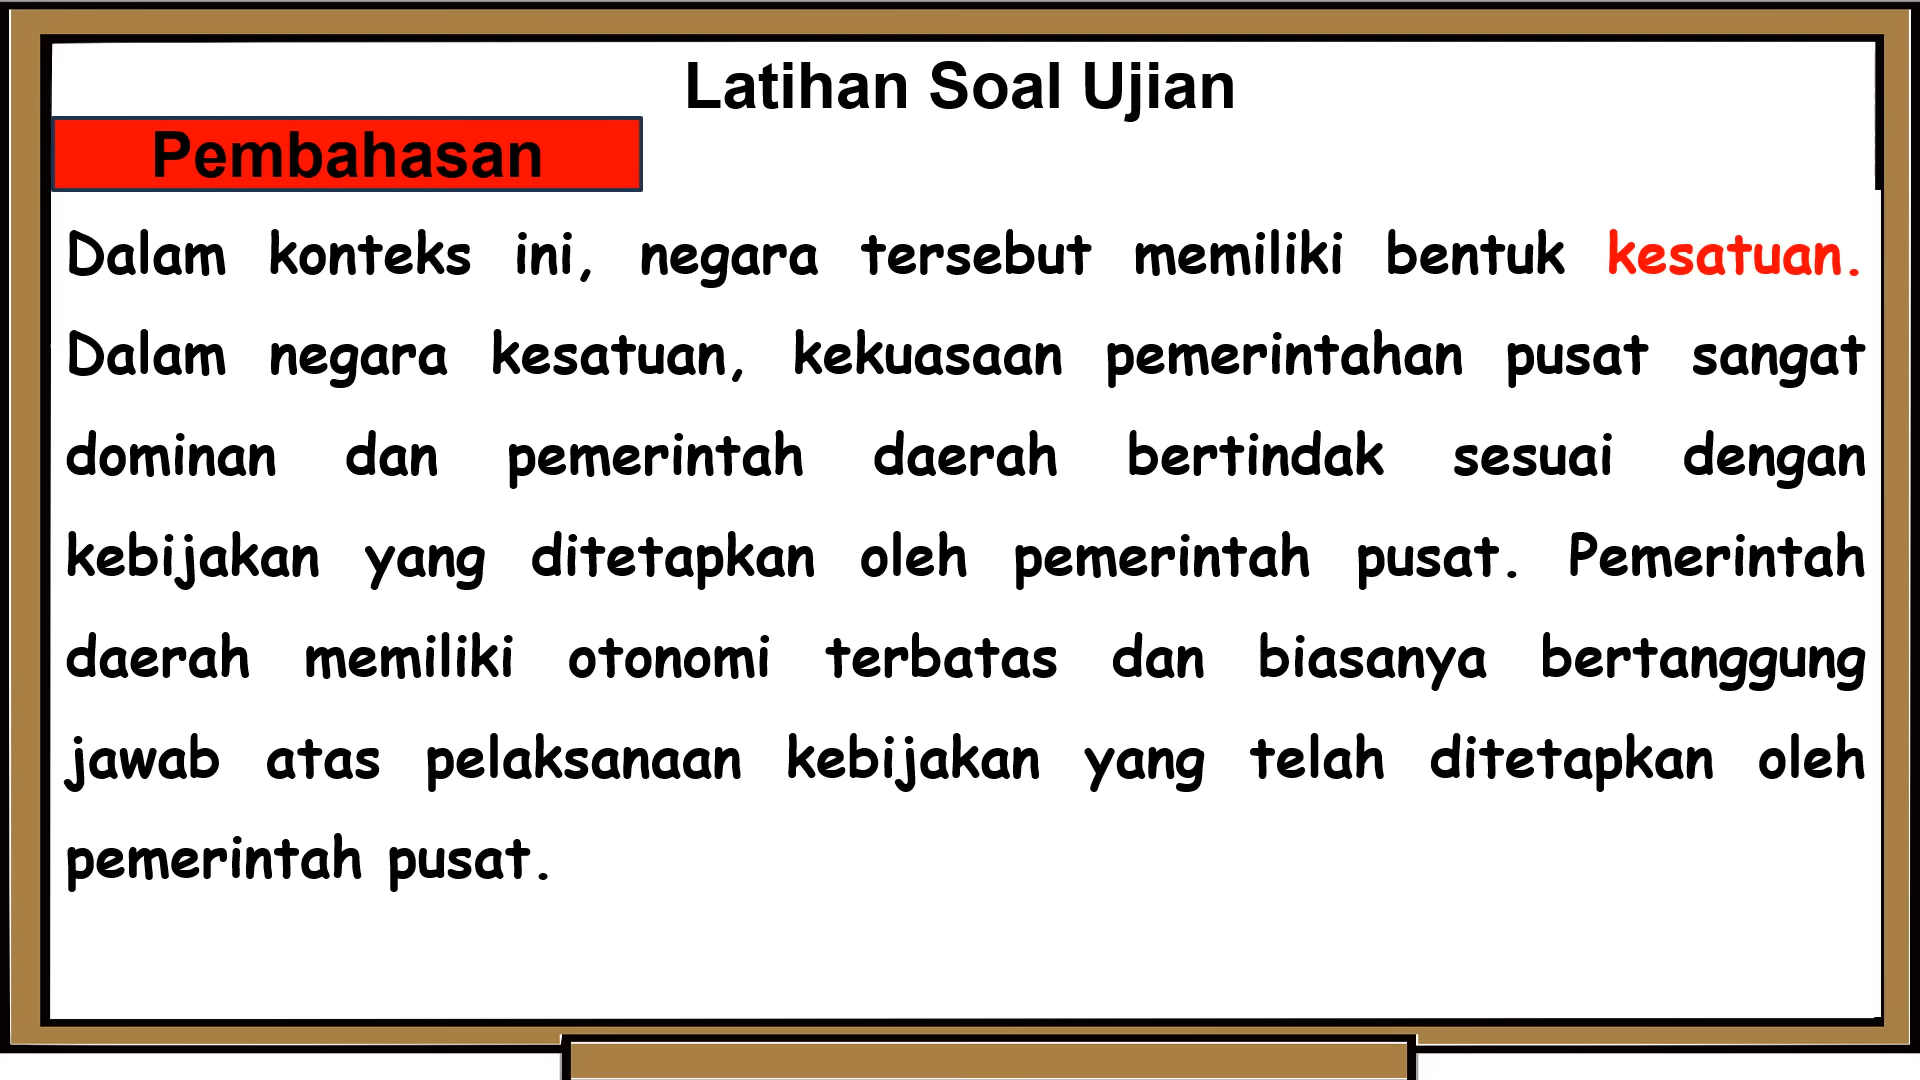 Latihan Soal Ujian
Pembahasan
Dalam konteks ini, negara tersebut memiliki bentuk kesatuan.
Dalam negara kesatuan, kekuasaan pemerintahan pusat sangat
dominan dan pemerintah daerah bertindak sesuai dengan
kebijakan yang ditetapkan oleh pemerintah pusat. Pemerintah
daerah memiliki otonomi terbatas dan biasanya bertanggung
jawab atas pelaksanaan kebijakan yang telah ditetapkan oleh
pemerintah pusat.